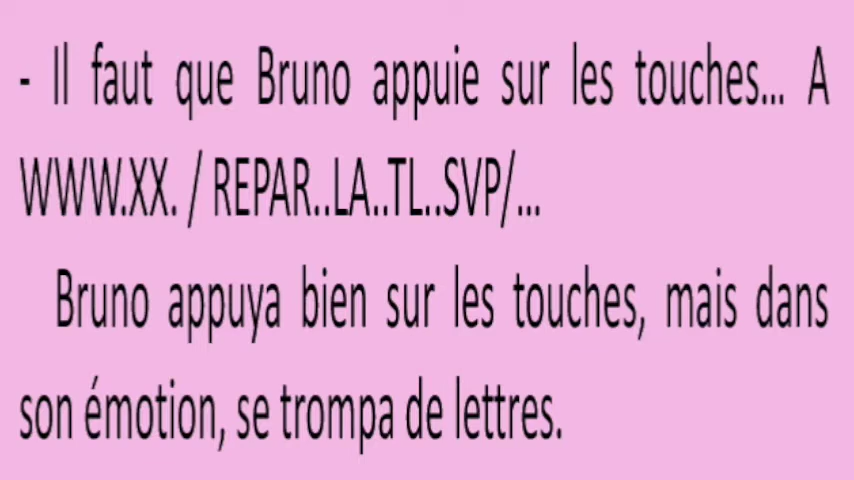 - Il faut que Bruno appuie sur les touches... A
WWW.XX. / REPAR..LA..TL..SVP/...
Bruno appuya bien sur les touches, mais dans
son émotion, se trompa de lettres.